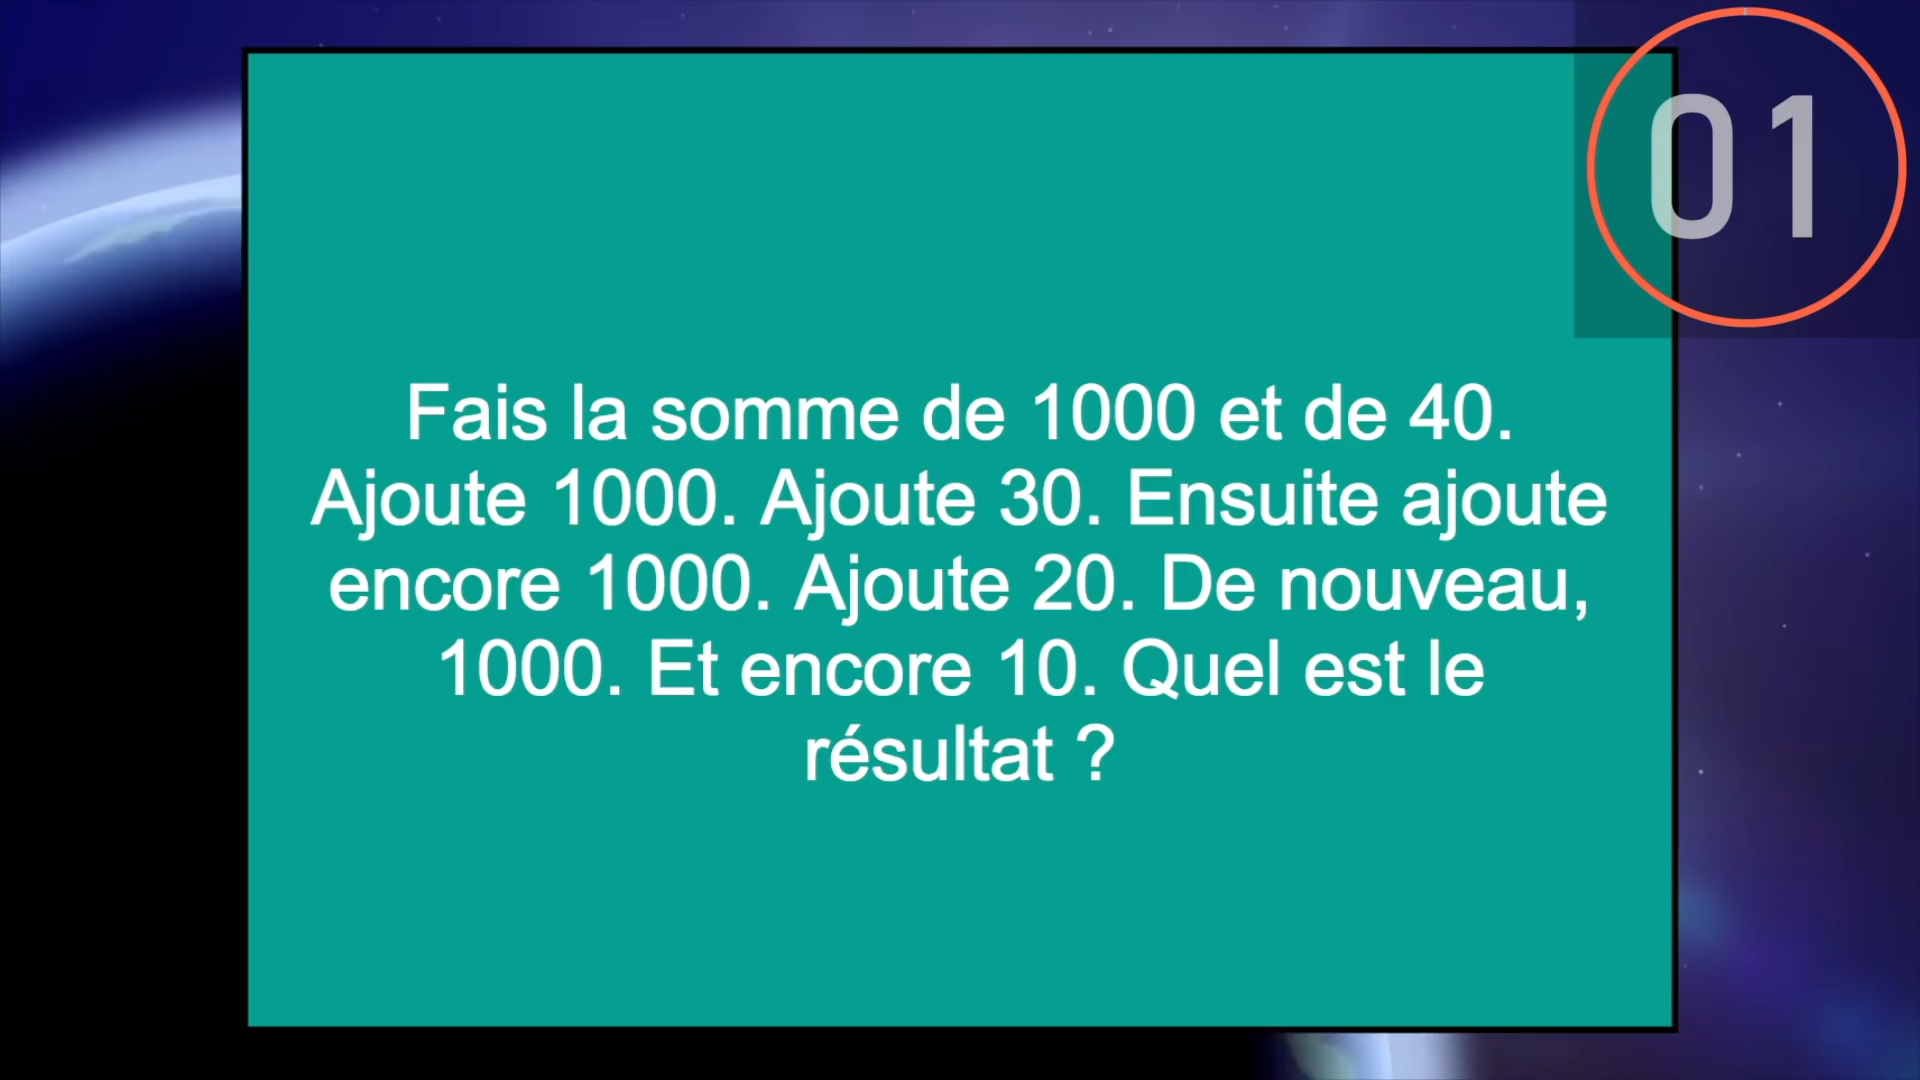 01
Fais la somme de 1000 et de 40.
Ajoute 1000. Ajoute 30. Ensuite ajoute
encore 1000. Ajoute 20. De nouveau,
1000. Et encore 10. Quel est le
résultat ?